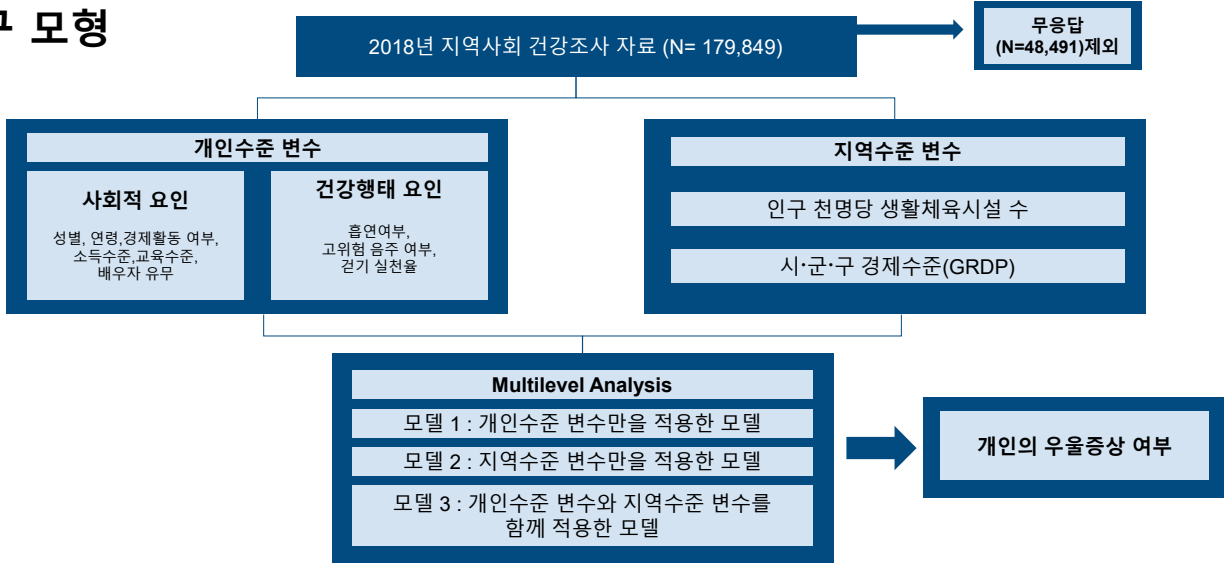 구 모형
2018년 지역사회 건강조사 자료 (N= 179,849)
무응답
(N=48,491)제외
개인수준 변수
사회적 요인
성별, 연령,경제활동 여부,
소득수준,교육수준,
배우자 유무
건강행태 요인
흡연여부,
고위험 음주 여부,
걷기 실천율
지역수준 변수
인구 천명당 생활체육시설 수
시·군·구 경제수준(GRDP)
Multilevel Analysis
모델 1 : 개인수준 변수만을 적용한 모델
모델 2 : 지역수준 변수만을 적용한 모델
모델 3 : 개인수준 변수와 지역수준 변수를
함께 적용한 모델
개인의 우울증상 여부